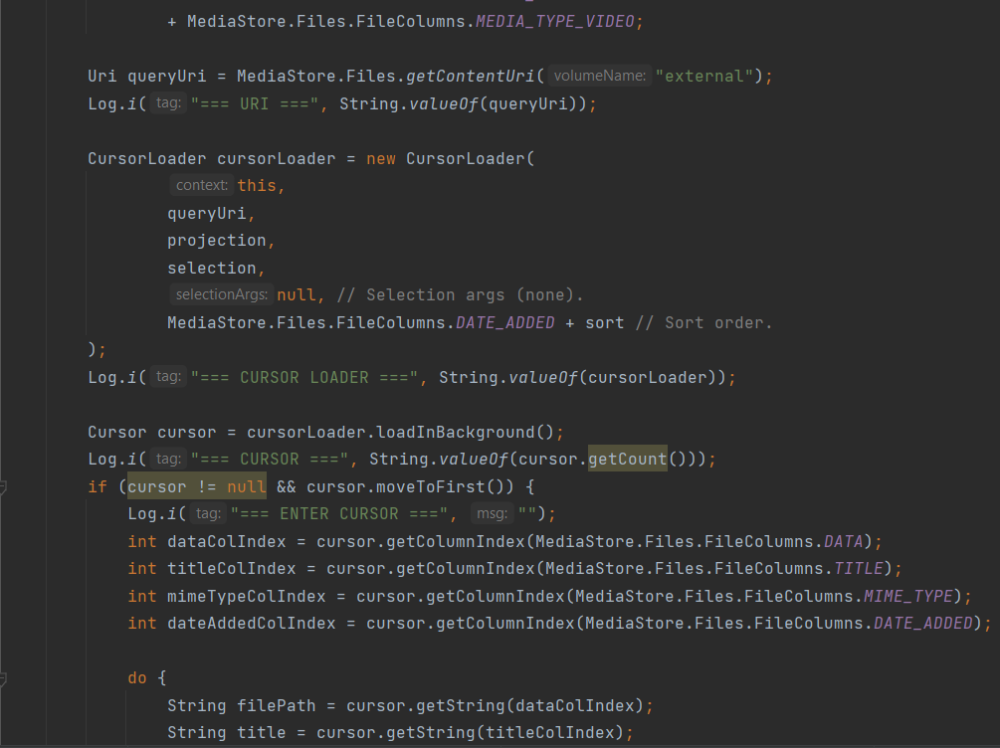 + MediaStore.Files.FileColumns.MEDIA_TYPE_VIDEO;
Uri queryUri = MediaStore.Files.getContentUri( volumeName: "external");
Log.i( tag: "=== URI ===", String.valueOf(queryUri));
CursorLoader cursorLoader = new CursorLoader(
context: this,
queryUri,
projection,
selection,
selectionArgs: null, // Selection args (none).
MediaStore.Files.FileColumns.DATE_ADDED + sort // Sort order.
);
Log.i( tag: "=== CURSOR LOADER ===", String.valueOf(cursorLoader));
Cursor cursor = cursorLoader.loadInBackground();
Log.i( tag: "=== CURSOR ===", String.valueOf(cursor.getCount()));
if (cursor != null && cursor.moveToFirst()) {
Log.i( tag: "=== ENTER CURSOR ===", msg: "");
int dataColIndex = cursor.getColumnIndex(MediaStore.Files.FileColumns.DATA);
int titleColIndex = cursor.getColumnIndex(MediaStore.Files.FileColumns.TITLE);
int mimeTypeColIndex = cursor.getColumnIndex(MediaStore.Files.FileColumns.MIME_TYPE);
int dateAddedColIndex = cursor.getColumnIndex(MediaStore.Files.FileColumns.DATE_ADDED);
do {
String filePath = cursor.getString(dataColIndex);
String title = cursor.getString(titleColIndex);